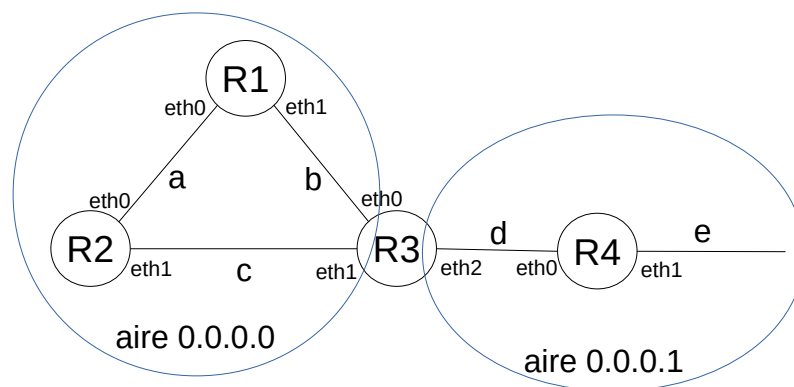 R1
eth0
eth1
a
b
eth0
eth0
R2
R3
d
R4
e
eth1
c
eth1
eth2
eth0
eth1
aire 0.0.0.0
aire 0.0.0.1